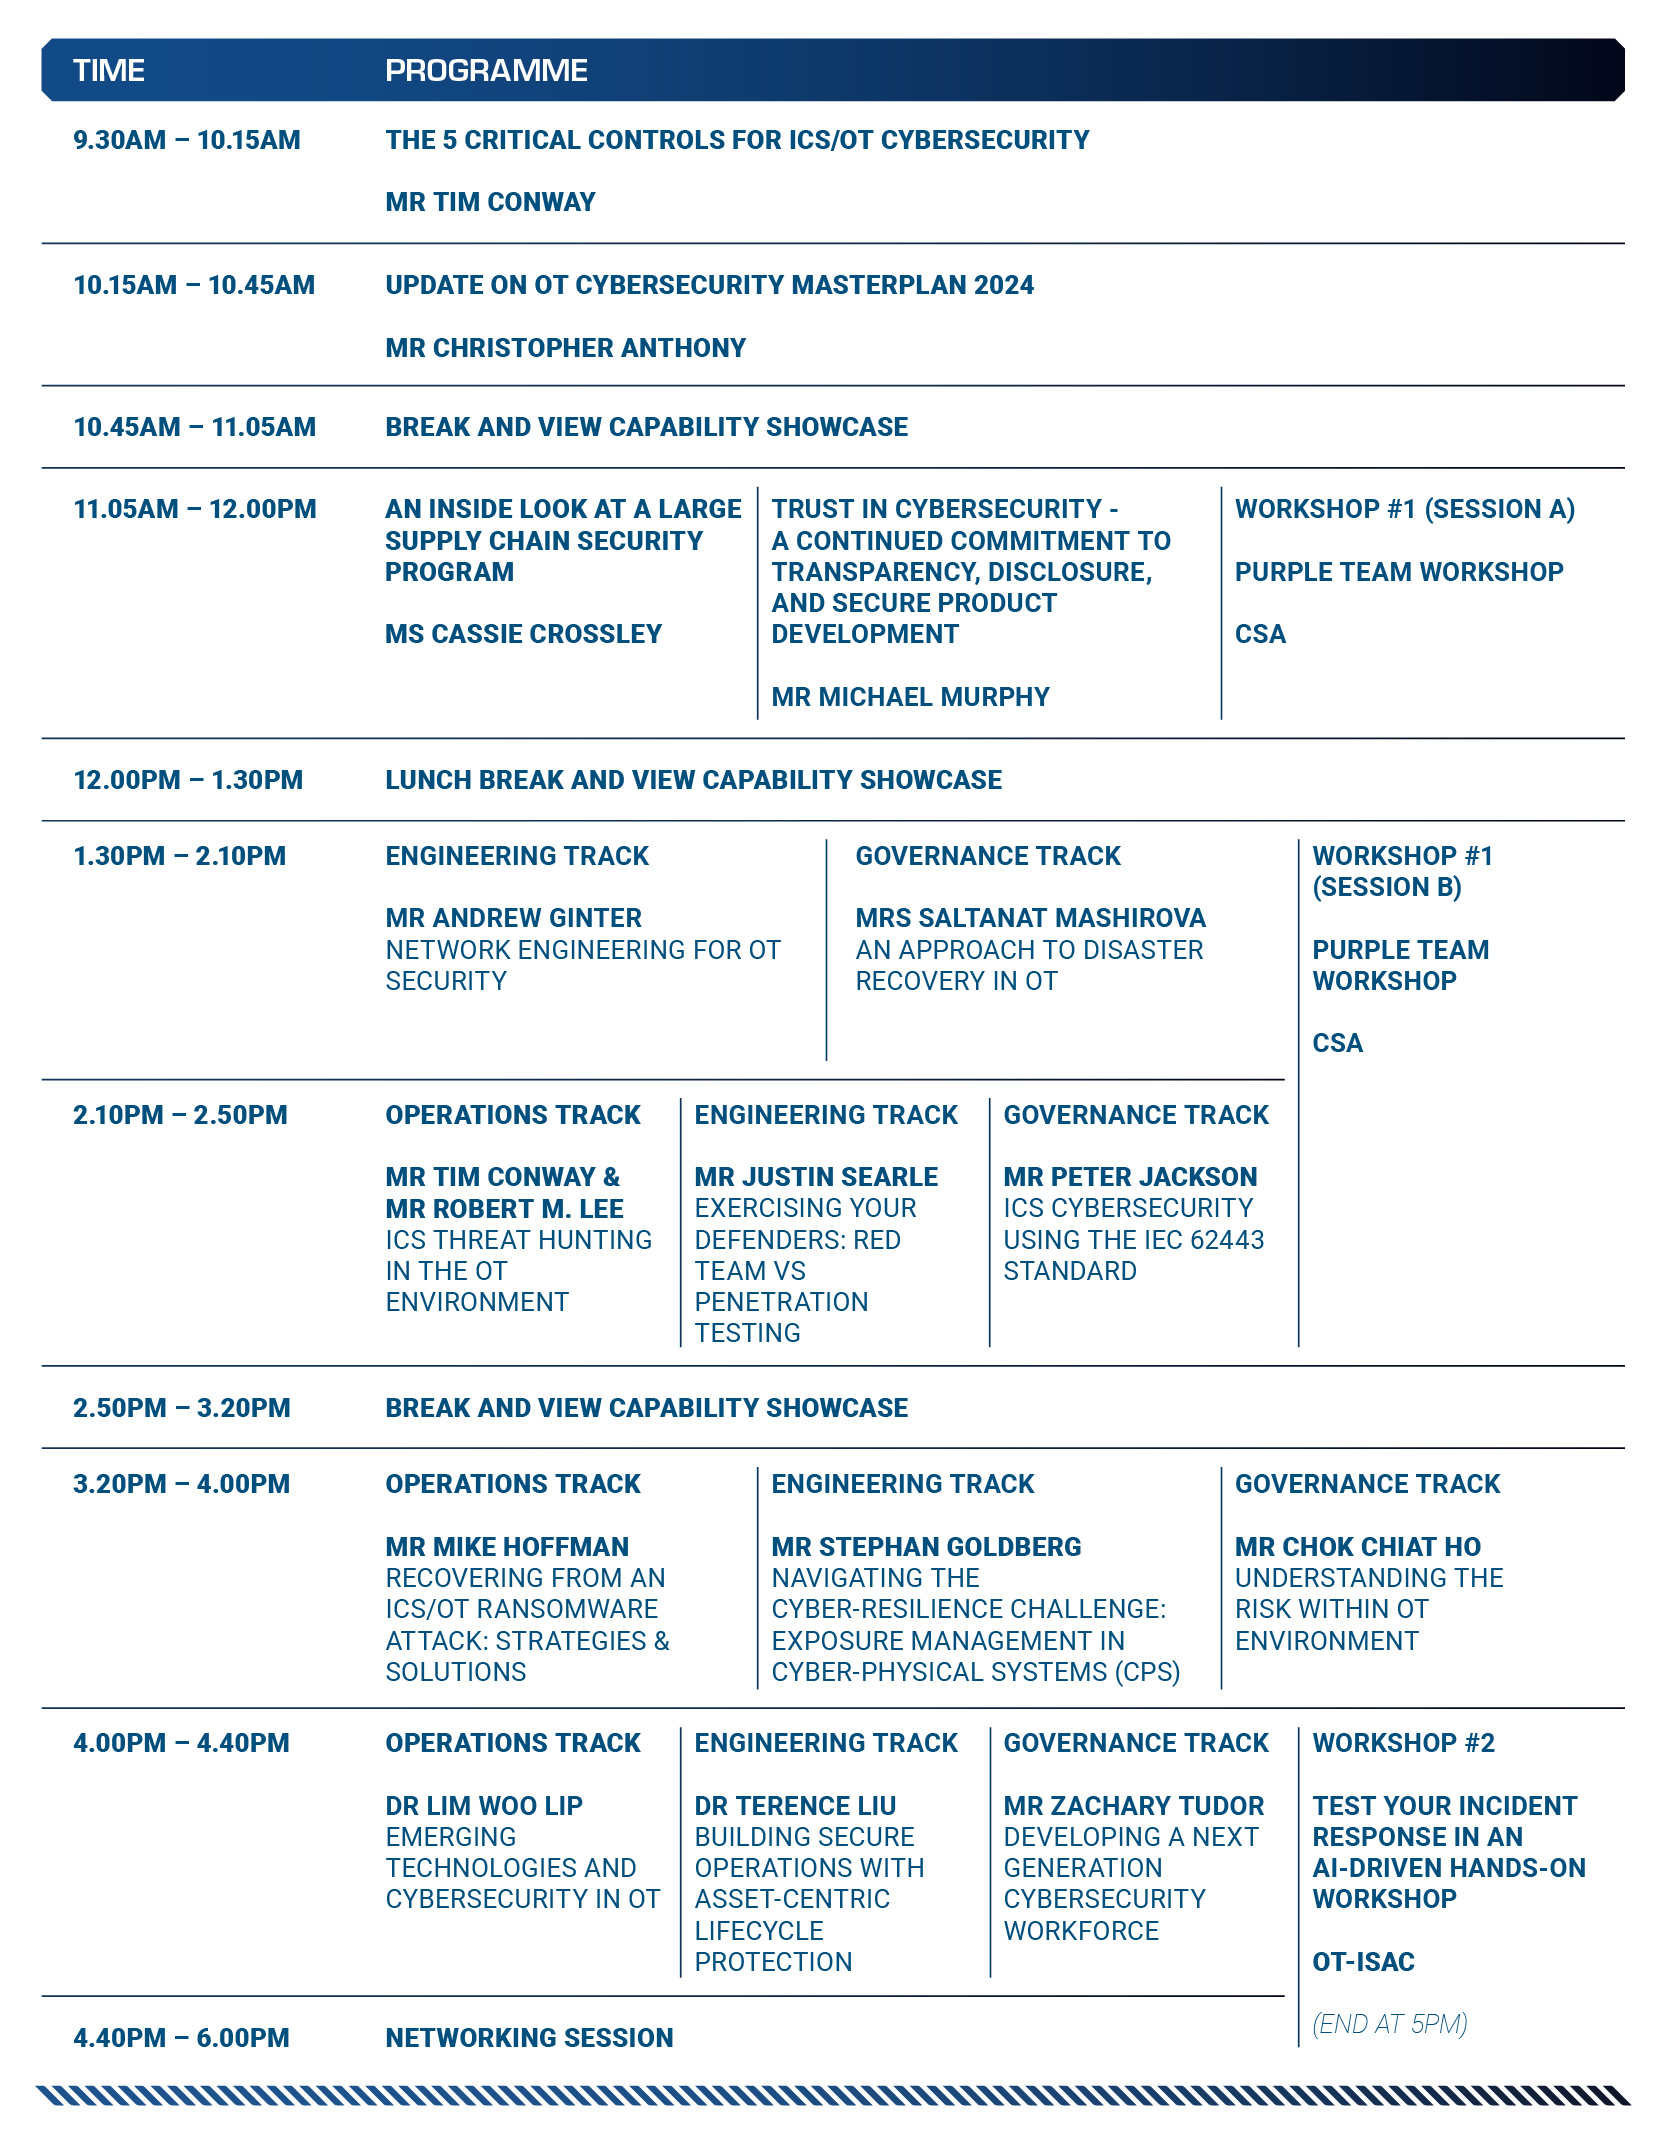 TIME
PROGRAMME
9.30AM – 10.15AM
THE 5 CRITICAL CONTROLS FOR ICS/OT CYBERSECURITY
MR TIM CONWAY
10.15AM – 10.45AM
UPDATE ON OT CYBERSECURITY MASTERPLAN 2024
MR CHRISTOPHER ANTHONY
10.45AM – 11.05AM
BREAK AND VIEW CAPABILITY SHOWCASE
11.05AM – 12.00PM
AN INSIDE LOOK AT A LARGE
SUPPLY CHAIN SECURITY
PROGRAM
MS CASSIE CROSSLEY
TRUST IN CYBERSECURITY -
A CONTINUED COMMITMENT TO
TRANSPARENCY, DISCLOSURE,
AND SECURE PRODUCT
DEVELOPMENT
MR MICHAEL MURPHY
WORKSHOP #1 (SESSION A)
PURPLE TEAM WORKSHOP
CSA
12.00PM – 1.30PM
LUNCH BREAK AND VIEW CAPABILITY SHOWCASE
1.30PM – 2.10PM
ENGINEERING TRACK
MR ANDREW GINTER
NETWORK ENGINEERING FOR OT
SECURITY
GOVERNANCE TRACK
MRS SALTANAT MASHIROVA
AN APPROACH TO DISASTER
RECOVERY IN OT
WORKSHOP #1
(SESSION B)
PURPLE TEAM
WORKSHOP
CSA
2.10PM – 2.50PM
OPERATIONS TRACK
MR TIM CONWAY &
MR ROBERT M. LEE
ICS THREAT HUNTING
IN THE OT
ENVIRONMENT
ENGINEERING TRACK
MR JUSTIN SEARLE
EXERCISING YOUR
DEFENDERS: RED
TEAM VS
PENETRATION
TESTING
GOVERNANCE TRACK
MR PETER JACKSON
ICS CYBERSECURITY
USING THE IEC 62443
STANDARD
2.50PM – 3.20PM
BREAK AND VIEW CAPABILITY SHOWCASE
3.20PM – 4.00PM
OPERATIONS TRACK
MR MIKE HOFFMAN
RECOVERING FROM AN
ICS/OT RANSOMWARE
ATTACK: STRATEGIES &
SOLUTIONS
ENGINEERING TRACK
MR STEPHAN GOLDBERG
NAVIGATING THE
CYBER-RESILIENCE CHALLENGE:
EXPOSURE MANAGEMENT IN
CYBER-PHYSICAL SYSTEMS (CPS)
GOVERNANCE TRACK
MR CHOK CHIAT HO
UNDERSTANDING THE
RISK WITHIN OT
ENVIRONMENT
4.00PM – 4.40PM
OPERATIONS TRACK
DR LIM WOO LIP
EMERGING
TECHNOLOGIES AND
CYBERSECURITY IN OT
ENGINEERING TRACK
DR TERENCE LIU
BUILDING SECURE
OPERATIONS WITH
ASSET-CENTRIC
LIFECYCLE
PROTECTION
GOVERNANCE TRACK
MR ZACHARY TUDOR
DEVELOPING A NEXT
GENERATION
CYBERSECURITY
WORKFORCE
WORKSHOP #2
TEST YOUR INCIDENT
RESPONSE IN AN
AI-DRIVEN HANDS-ON
WORKSHOP
OT-ISAC
(END AT 5PM)
4.40PM – 6.00PM
NETWORKING SESSION